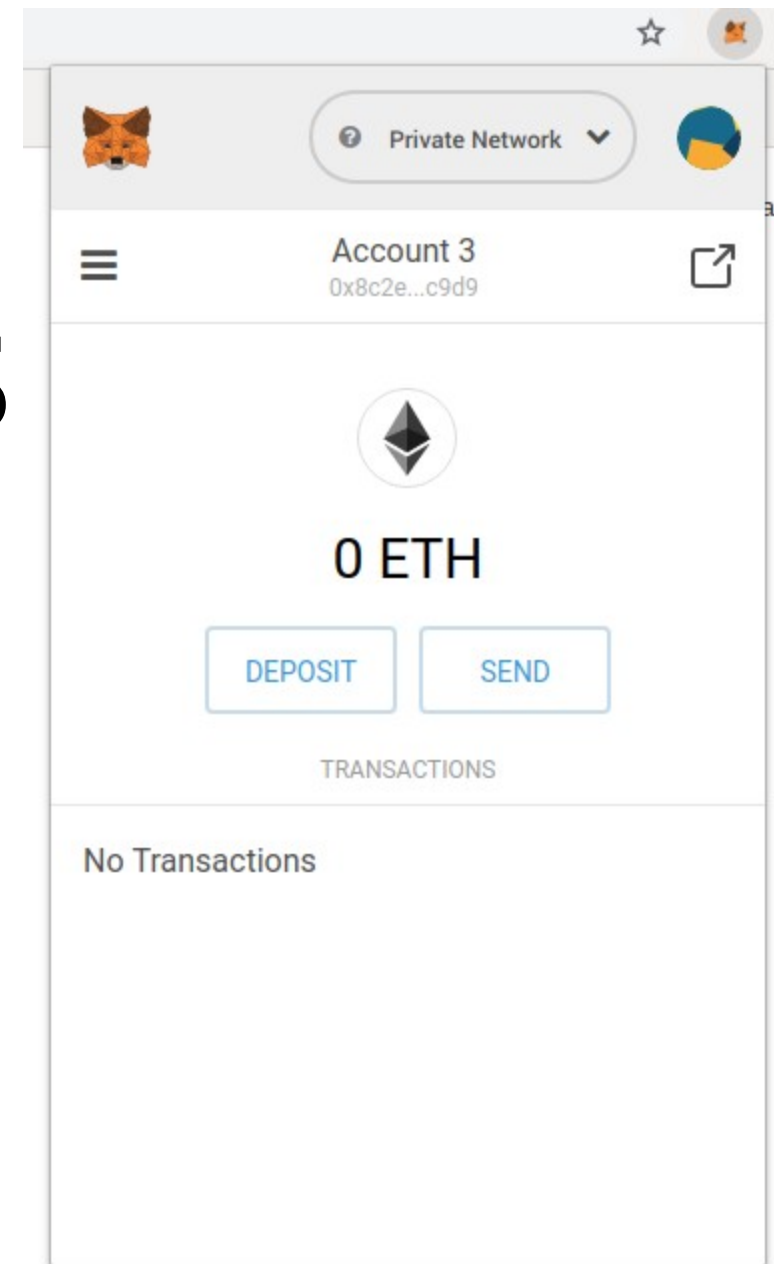 Private Network
Account 3
0x8c2e...c9d9
0 ETH
DEPOSIT SEND
TRANSACTIONS
No Transactions